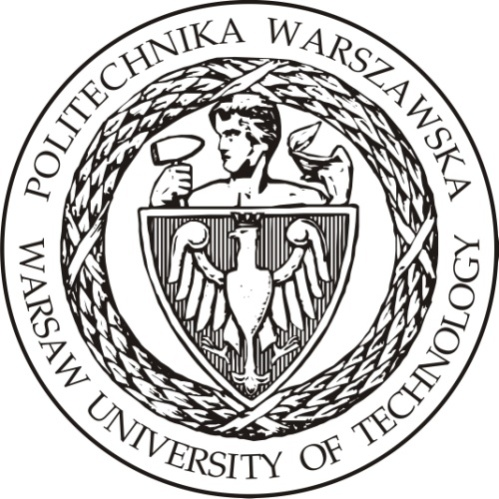 POLITECHNIKA WARSZAWSKA
WARSAW UNIVERSITY OF TECHNOLOGY